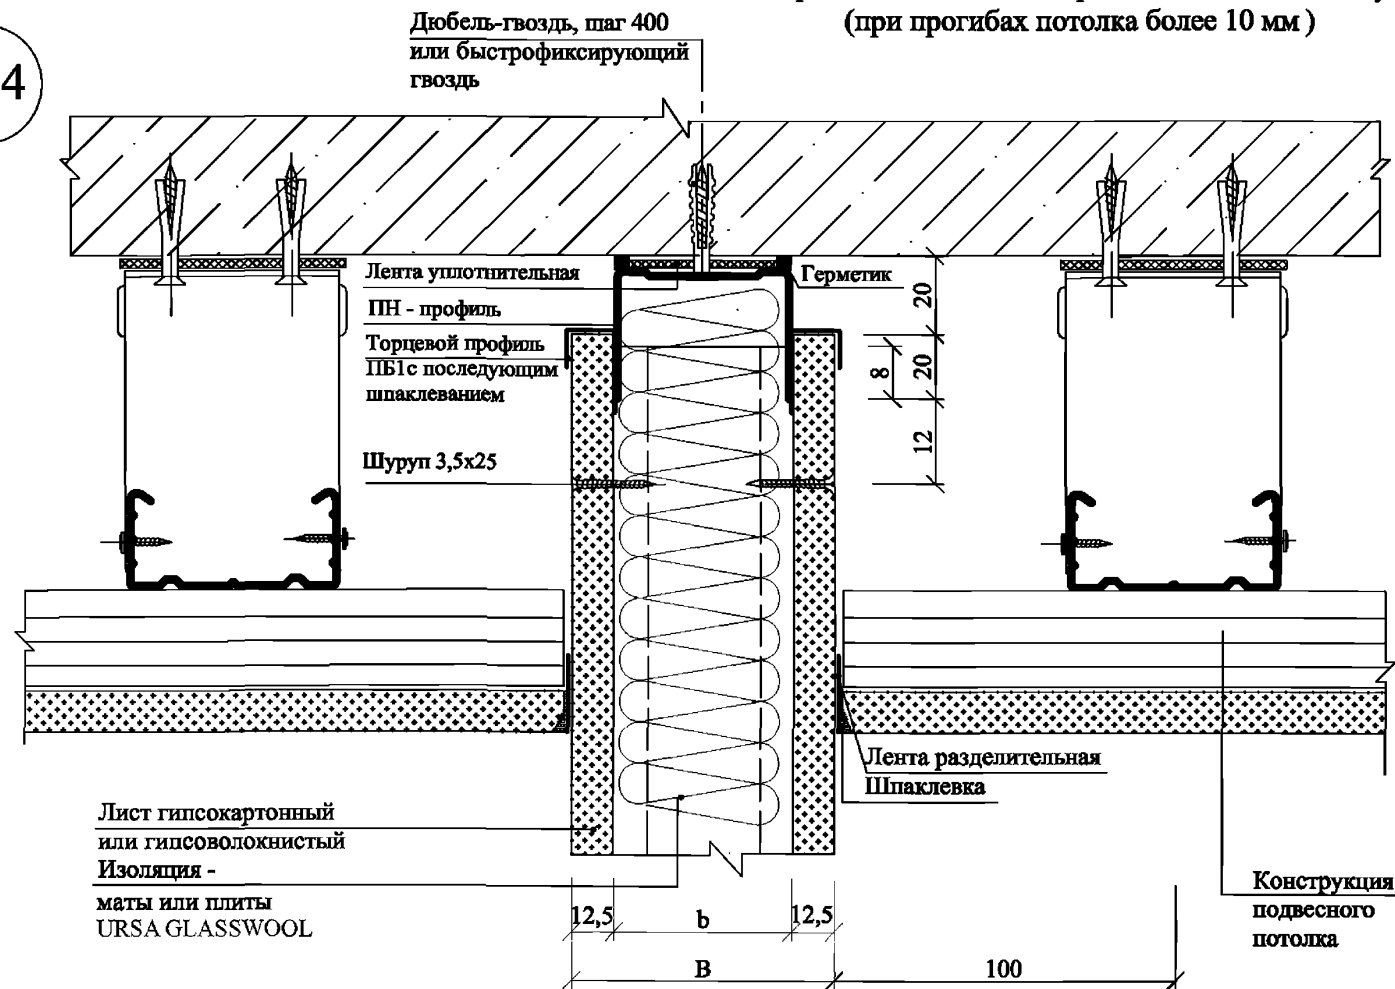 (при прогибах потолка более 10 мм )
4
Дюбель-гвоздь, шаг 400
или быстрофиксирующий
гвоздь
Лента уплотнительная
ПН - профиль
Торцевой профиль
ПБ1с последующим
шпаклеванием
Шуруп 3,5х25
Герметик
20
20
8
12
Лента разделительная
Шпаклевка
Лист гипсокартонный
или гипсоволокнистый
Изоляция -
маты или плиты
URSA GLASSWOOL
Конструкция
подвесного
потолка
12,5
b
12,5
В
100